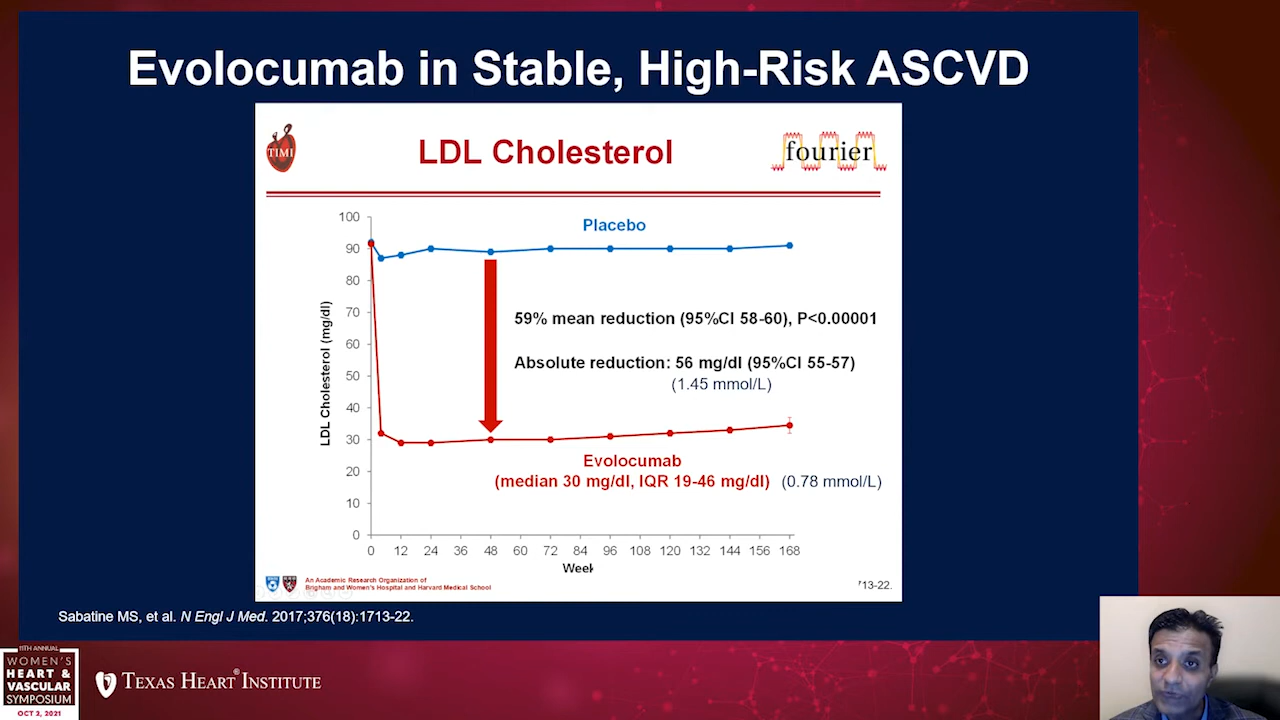 Evolocumab in Stable, High-Risk ASCVD
TIMI
LDL Cholesterol
fourier
100
90
80
70
60
50
40
30
20
10
0
LDL Cholesterol (mg/dl)
Placebo
59% mean reduction (95%CI 58-60), P<0.00001
Absolute reduction: 56 mg/dl (95%CI 55-57)
(1.45 mmol/L)
Evolocumab
(median 30 mg/dl, IQR 19-46 mg/dl) (0.78 mmol/L)
0 12 24 36 48 60 72 84 96 108 120 132 144 156 168
Week
An Academic Research Organization of
Brigham and Women's Hospital and Harvard Medical School
713-22.
Sabatine MS, et al. N Engl J Med. 2017;376(18):1713-22.
11TH ANNUAL
WOMEN'S
HEART &
VASCULAR
SYMPOSIUM
OCT 2, 2021
TEXAS HEART® INSTITUTE